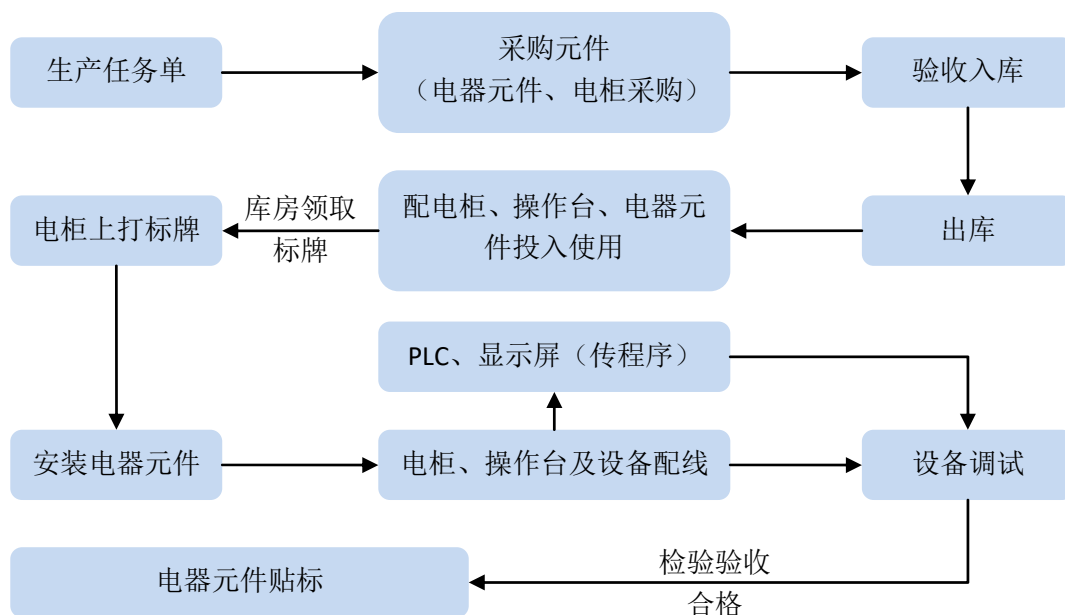 生产任务单
采购元件
（电器元件、电柜采购）
验收入库
电柜上打标牌
库房领取
标牌
配电柜、操作台、电器元
件投入使用
出库
PLC、显示屏（传程序）
安装电器元件
电柜、操作台及设备配线
设备调试
电器元件贴标
检验验收
合格